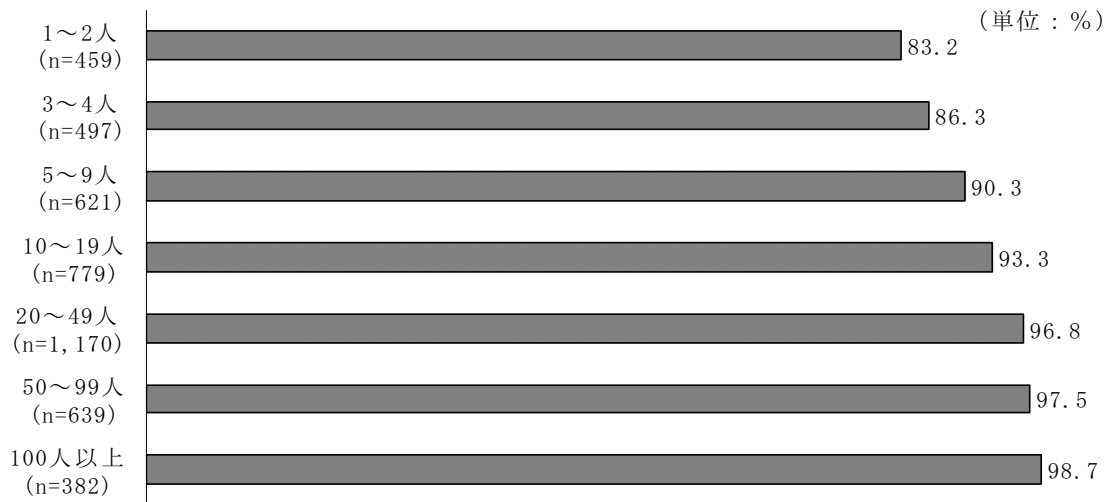 (単位：%)
1～2人
(n=459)
83.2
3～4人
(n=497)
86.3
5～9人
(n=621)
90.3
10～19人
(n=779)
93.3
20～49人
(n=1,170)
96.8
50～99人
(n=639)
97.5
100人以上
(n=382)
98.7